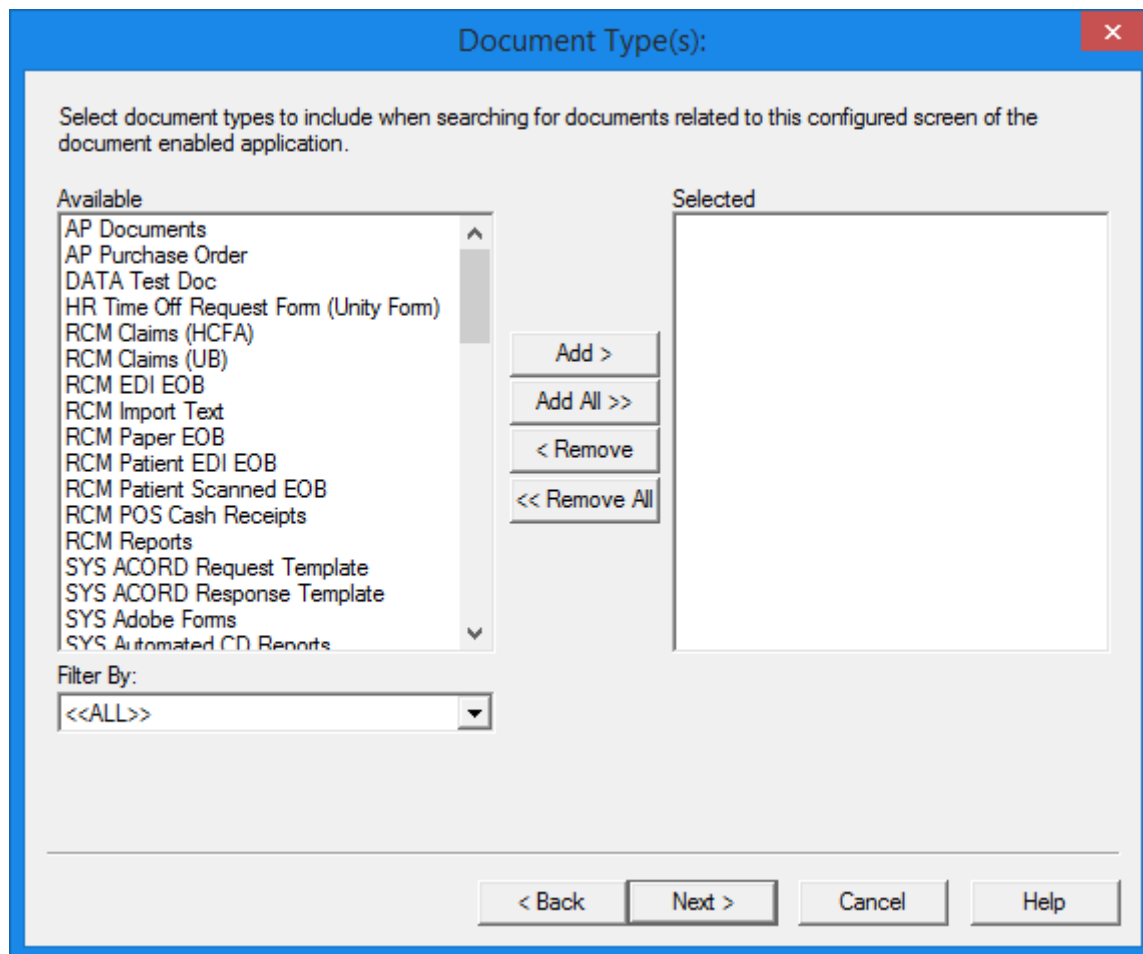 Document Type(s):
Select document types to include when searching for documents related to this configured screen of the
document enabled application.
Available
AP Documents
AP Purchase Order
DATA Test Doc
HR Time Off Request Form (Unity Form)
RCM Claims (HCFA)
RCM Claims (UB)
RCM EDI EOB
RCM Import Text
RCM Paper EOB
RCM Patient EDI EOB
RCM Patient Scanned EOB
RCM POS Cash Receipts
RCM Reports
SYS ACORD Request Template
SYS ACORD Response Template
SYS Adobe Forms
SYS Automated CD Reports
Add >
Add All >>
< Remove
<< Remove All
Selected
Filter By:
<<ALL>>
< Back
Next >
Cancel
Help